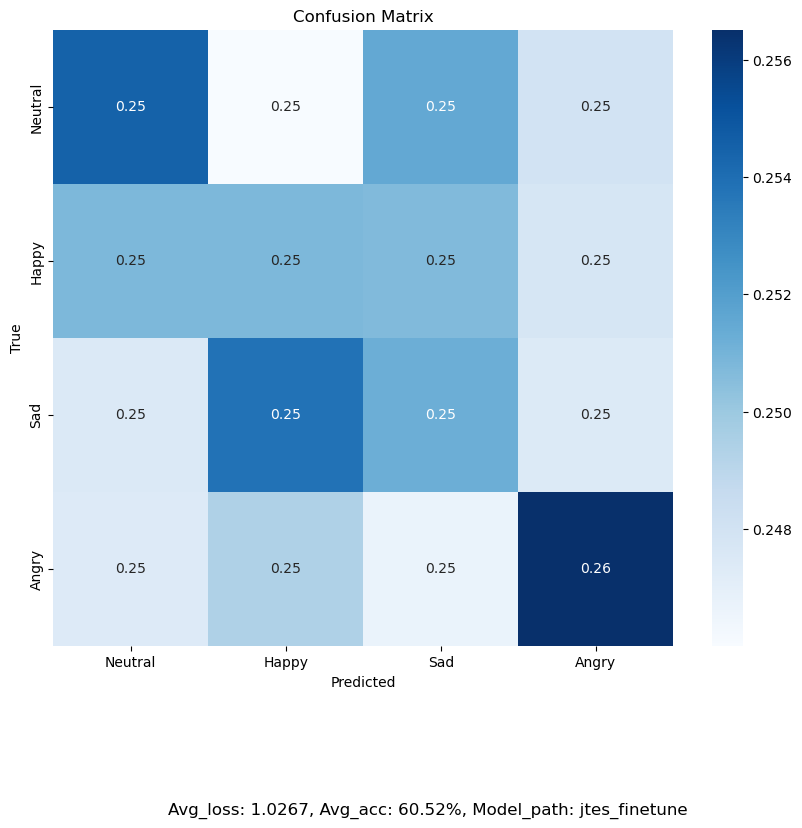 Confusion Matrix
Neutral 0.25 0.25 0.25 0.25
Happy 0.25 0.25 0.25 0.25
Sad 0.25 0.25 0.25 0.25
Angry 0.25 0.25 0.25 0.26
True
Neutral Happy Sad Angry
Predicted
0.256
0.254
0.252
0.250
0.248
Avg_loss: 1.0267, Avg_acc: 60.52%, Model_path: jtes_finetune